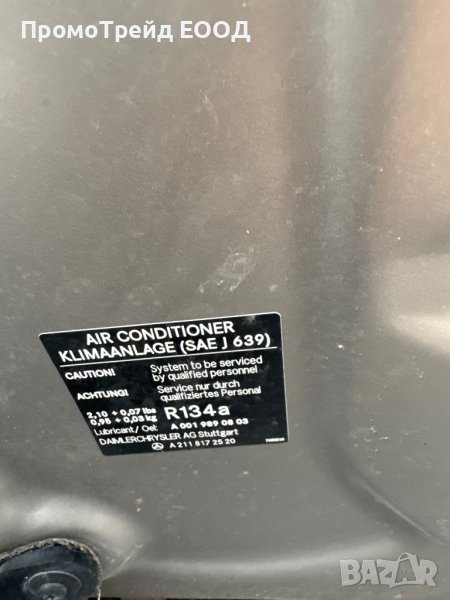 ПромоТрейд ЕООД
AIR CONDITIONER
KLIMAANLAGE (SAE J 639)
CAUTION! System to be serviced
by qualified personnel
ACHTUNG! Service nur durch
qualifiziertes Personal
2,10 + 0,07 lbs
0,95 + 0,03 kg R134a
Lubricant/Oel: A 001 989 08 03
DAIMLERCHRYSLER AG Stuttgart
A 211 817 25 20
BAZAR